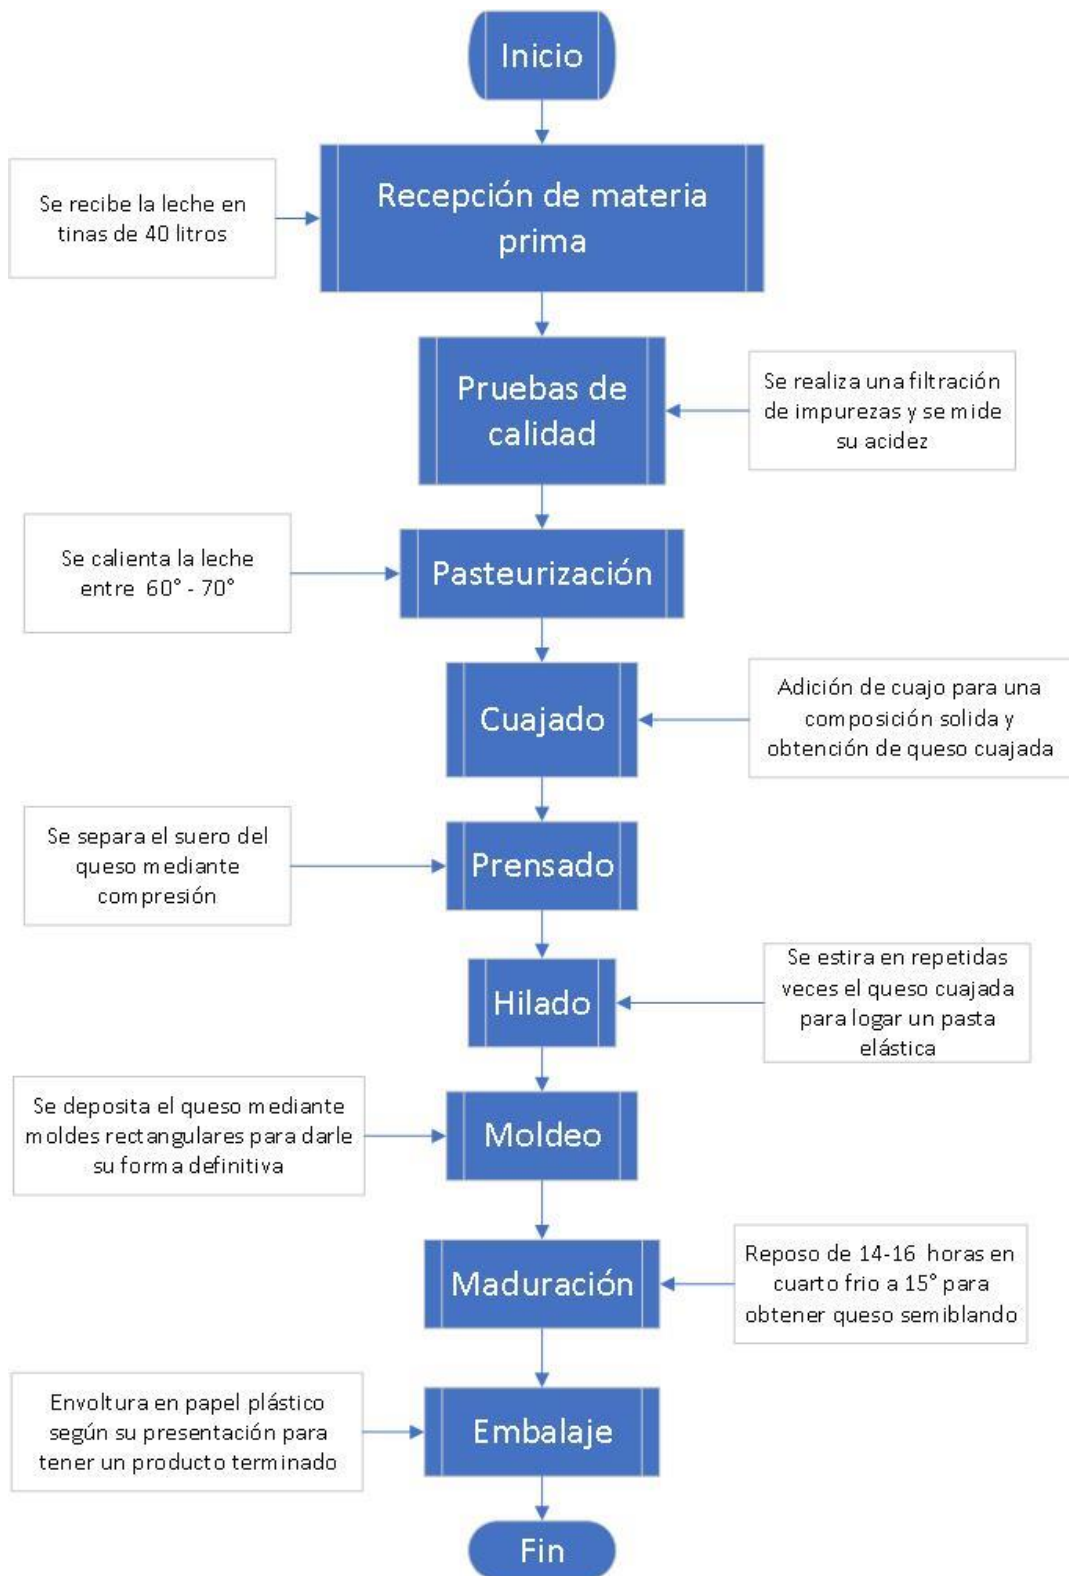 Inicio
Recepción de materia
prima
Se recibe la leche en
tinas de 40 litros
Pruebas de
calidad
Se realiza una filtración
de impurezas y se mide
su acidez
Pasteurización
Se calienta la leche
entre 60° - 70°
Cuajado
Adición de cuajo para una
composición solida y
obtención de queso cuajada
Prensado
Se separa el suero del
queso mediante
compresión
Hilado
Se estira en repetidas
veces el queso cuajada
para logar un pasta
elástica
Moldeo
Se deposita el queso mediante
moldes rectangulares para darle
su forma definitiva
Maduración
Reposo de 14-16 horas en
cuarto frio a 15° para
obtener queso semiblando
Embalaje
Envoltura en papel plástico
según su presentación para
tener un producto terminado
Fin